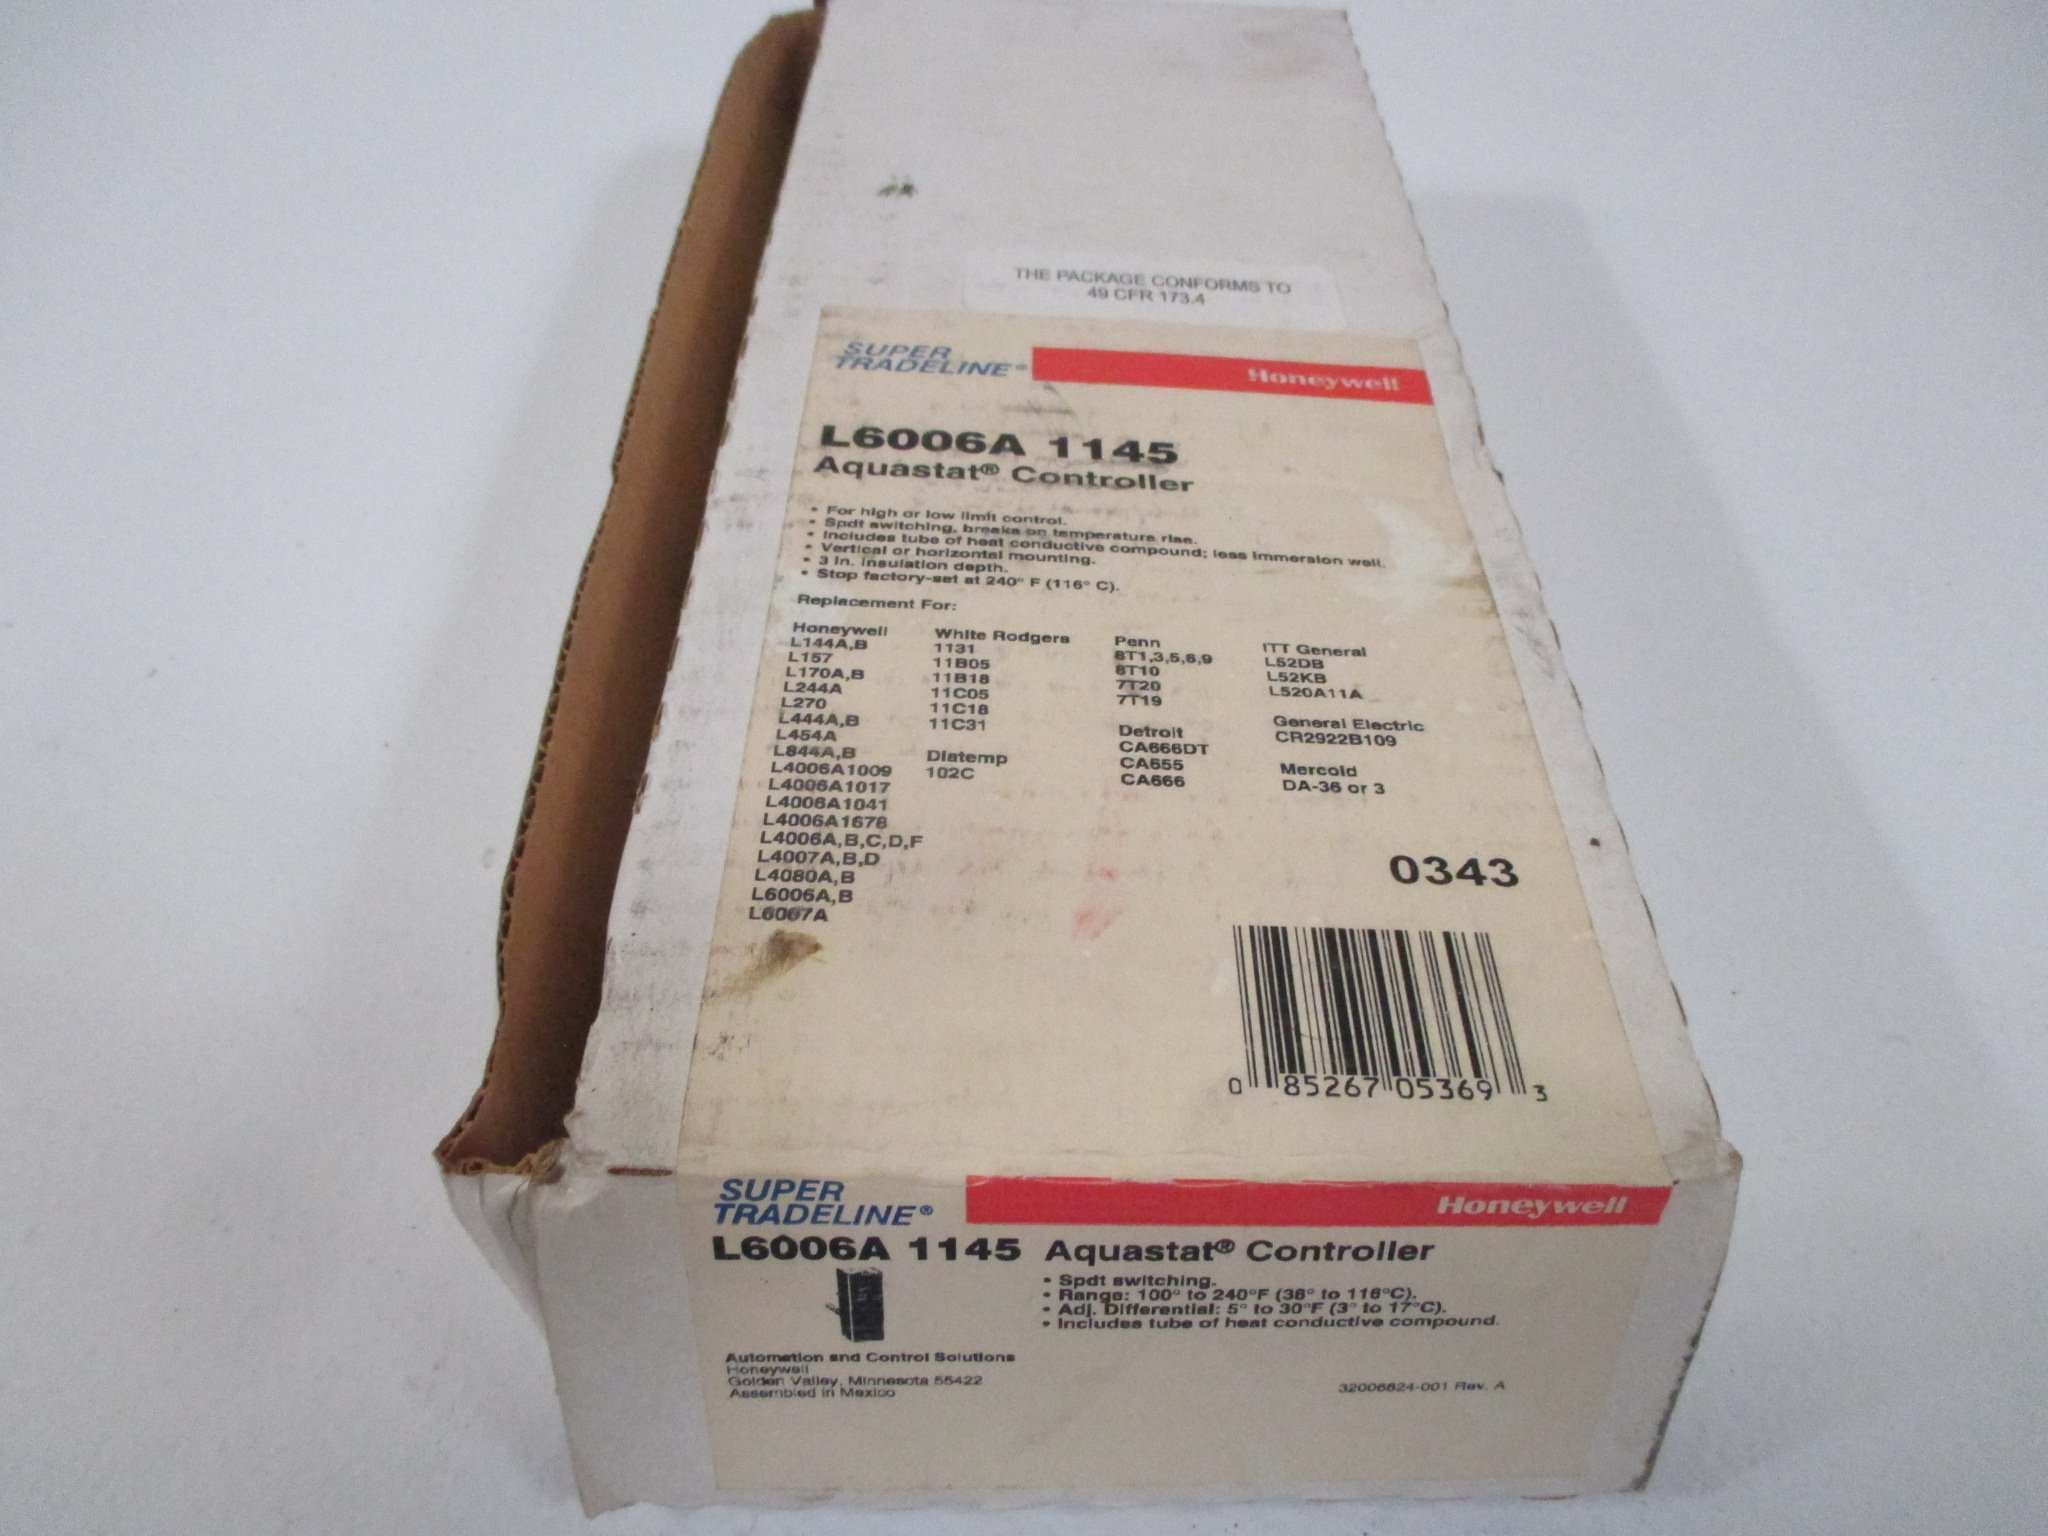 THE PACKAGE CONFORMS TO
49 CFR 173.4
SUPER
TRADELINE®
Honeywell
L6006A 1145
Aquastat® Controller
• For high or low limit control.
• Spdt switching, breaks on temperature rise.
• Includes tube of heat conductive compound; less immersion well.
• Vertical or horizontal mounting.
• 3 in. insulation depth.
• Stop factory-set at 240° F (116° C).
Replacement For:
Honeywell
L144A,B
L157
L170A,B
L244A
L270
L444A,B
L454A
L844A,B
L4006A1009
L4006A1017
L4006A1041
L4006A1678
L4006A,B,C,D,F
L4007A,B,D
L4080A,B
L6006A,B
L6007A
White Rodgers
1131
11B05
11B18
11C05
11C18
11C31
Diatemp
102C
Penn
8T1,3,5,6,9
8T10
7T20
7T19
Detroit
CA666DT
CA655
CA666
ITT General
L52DB
L52KB
L520A11A
General Electric
CR2922B109
Mercoid
DA-36 or 3
0343
0 85267 05369 3
SUPER
TRADELINE®
Honeywell
L6006A 1145 Aquastat® Controller
• Spdt switching.
• Range: 100° to 240°F (38° to 116°C).
• Adj. Differential: 5° to 30°F (3° to 17°C).
• Includes tube of heat conductive compound.
Automation and Control Solutions
Honeywell
Golden Valley, Minnesota 55422
Assembled in Mexico
32006624-001 Rev. A